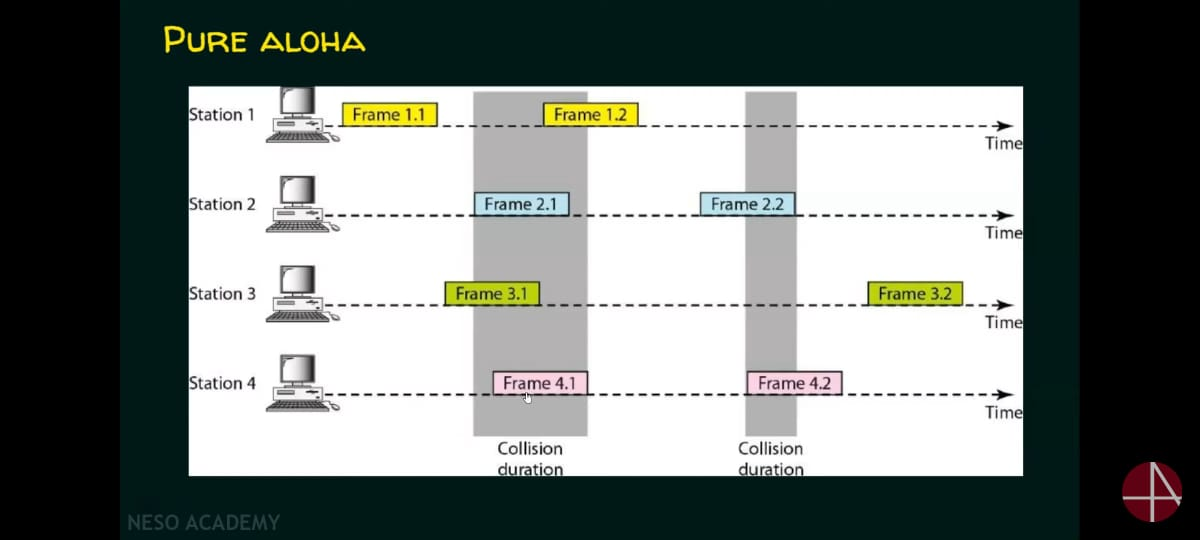 PURE ALOHA
Station 1
Frame 1.1
Frame 1.2
Time
Station 2
Frame 2.1
Frame 2.2
Time
Station 3
Frame 3.1
Frame 3.2
Time
Station 4
Frame 4.1
Frame 4.2
Time
Collision
duration
Collision
duration
NESO ACADEMY